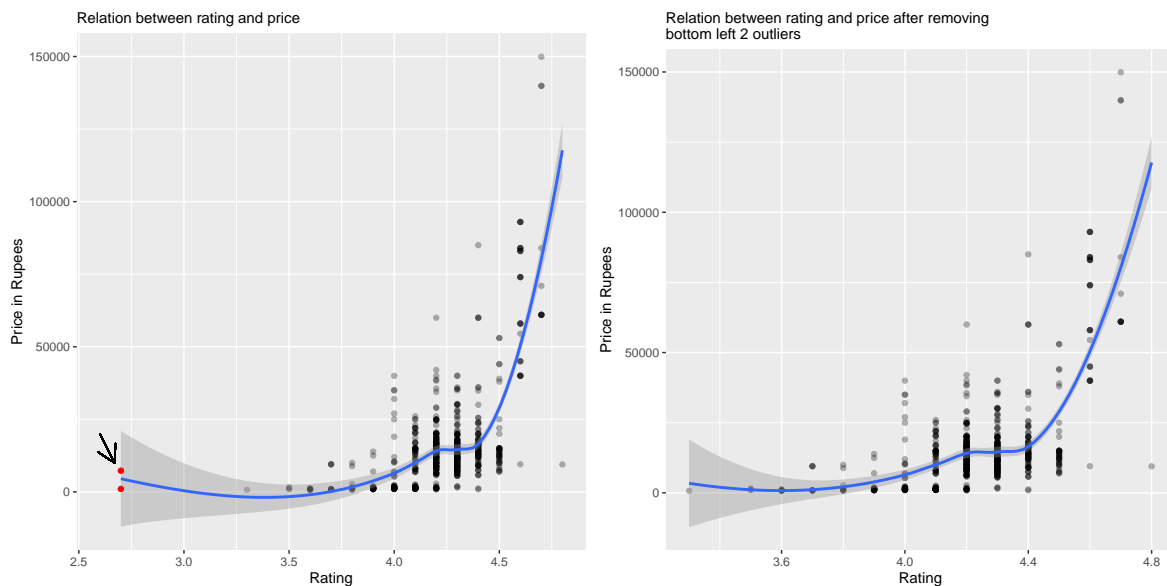 Relation between rating and price
150000
100000
50000
0
2.5
3.0
3.5
4.0
4.5
Rating
Price in Rupees
Relation between rating and price after removing
bottom left 2 outliers
150000
100000
50000
0
3.6
4.0
4.4
4.8
Rating
Price in Rupees